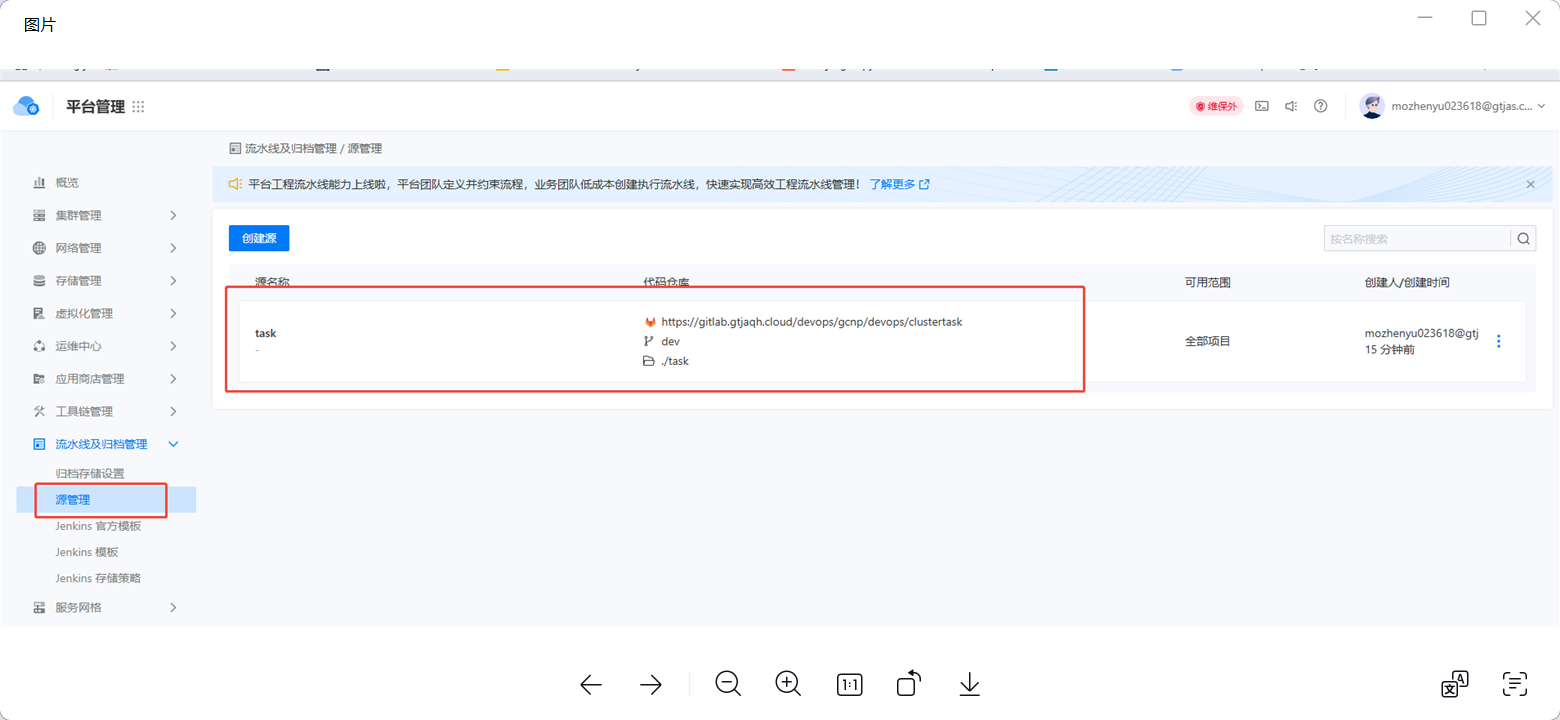 图片
平台管理
维保外
mozhenyu023618@gtjas.c...
流水线及归档管理 / 源管理
概览
平台工程流水线能力上线啦，平台团队定义并约束流程，业务团队低成本创建执行流水线，快速实现高效工程流水线管理！ 了解更多
集群管理
创建源
按名称搜索
网络管理
存储管理
源名称
代码仓库
可用范围
创建人/创建时间
虚拟化管理
task
-
https://gitlab.gtjaqh.cloud/devops/gcnp/devops/clustertask
dev
./task
全部项目
mozhenyu023618@gtj
15 分钟前
运维中心
应用商店管理
工具链管理
流水线及归档管理
归档存储设置
源管理
Jenkins 官方模板
Jenkins 模板
Jenkins 存储策略
服务网格
1:1